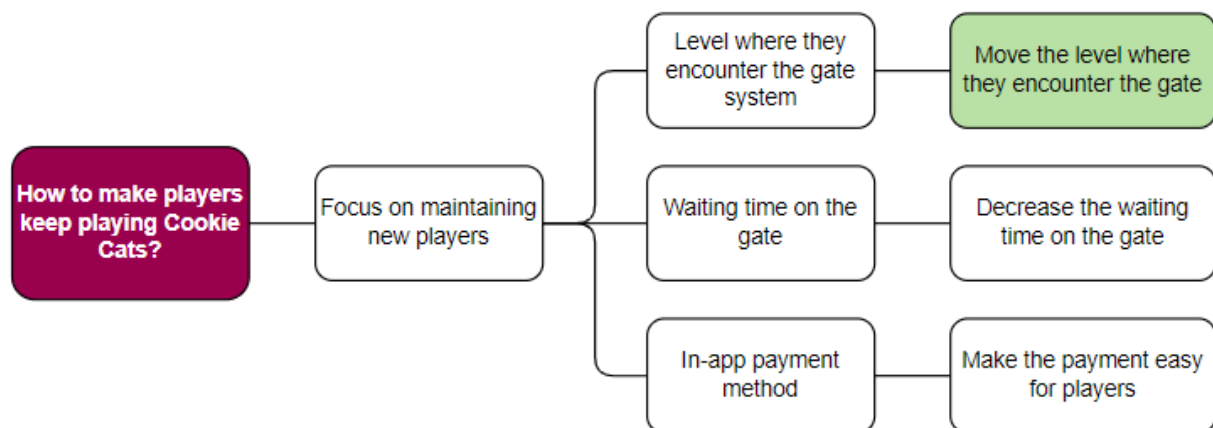 How to make players
keep playing Cookie
Cats?
Focus on maintaining
new players
Level where they
encounter the gate
system
Move the level where
they encounter the gate
Waiting time on the
gate
Decrease the waiting
time on the gate
In-app payment
method
Make the payment easy
for players